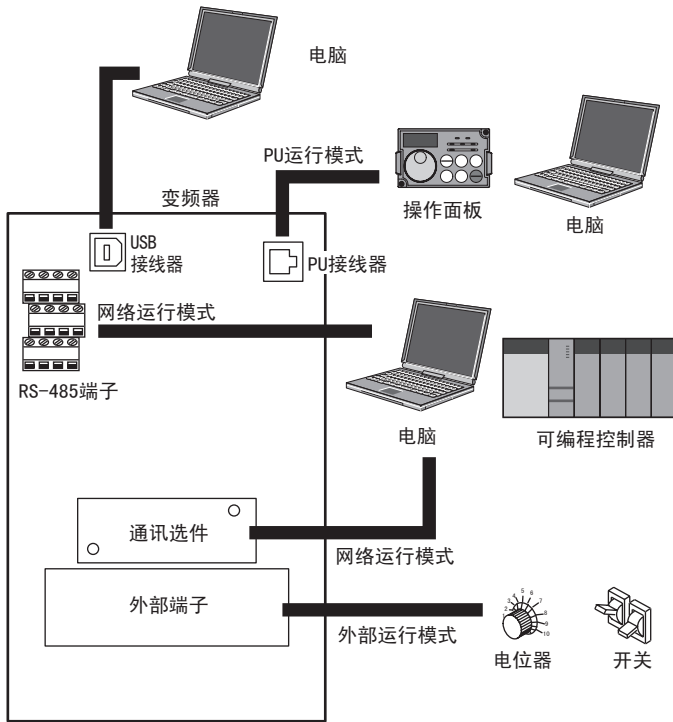 电脑
PU运行模式
操作面板
电脑
变频器
USB
接线器
PU接线器
网络运行模式
RS-485端子
电脑
可编程控制器
通讯选件
网络运行模式
外部端子
外部运行模式
电位器
开关